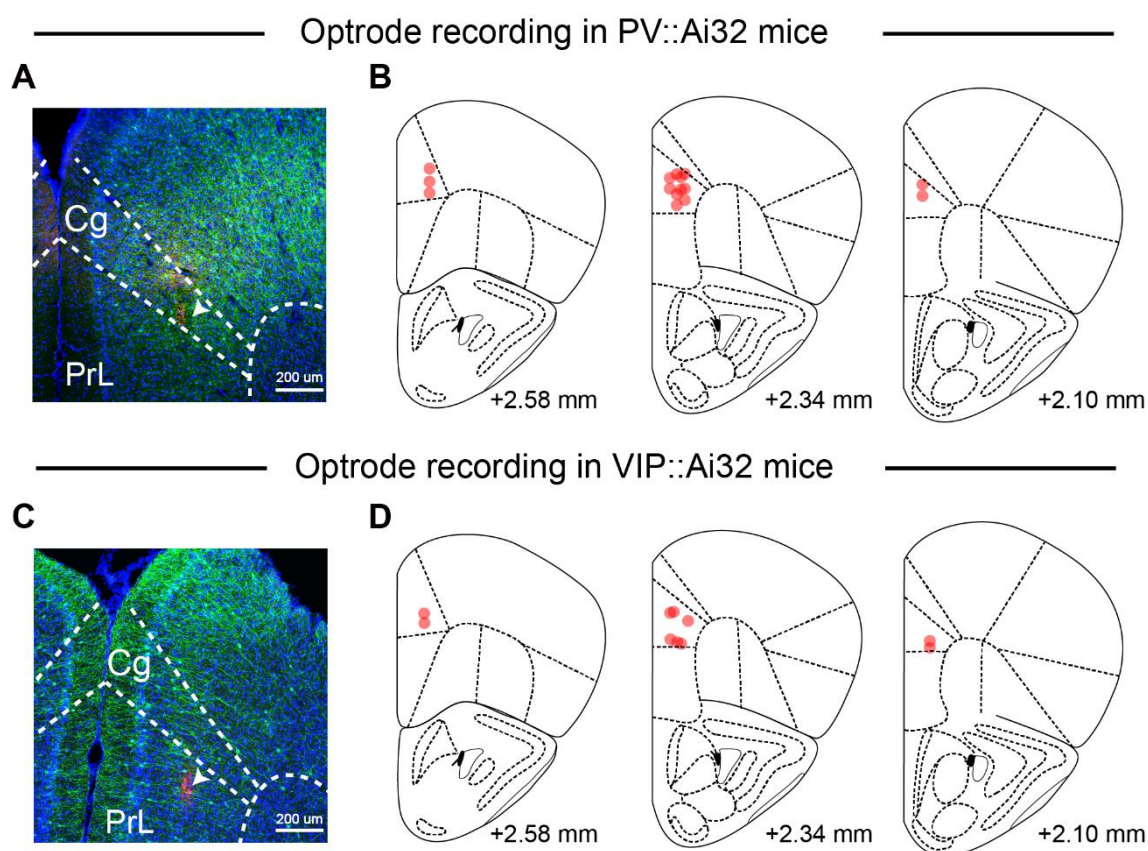 Optrode recording in PV::Ai32 mice
A
B
Cg
PrL
200 um
+2.58 mm
+2.34 mm
+2.10 mm
Optrode recording in VIP::Ai32 mice
C
D
Cg
PrL
200 um
+2.58 mm
+2.34 mm
+2.10 mm